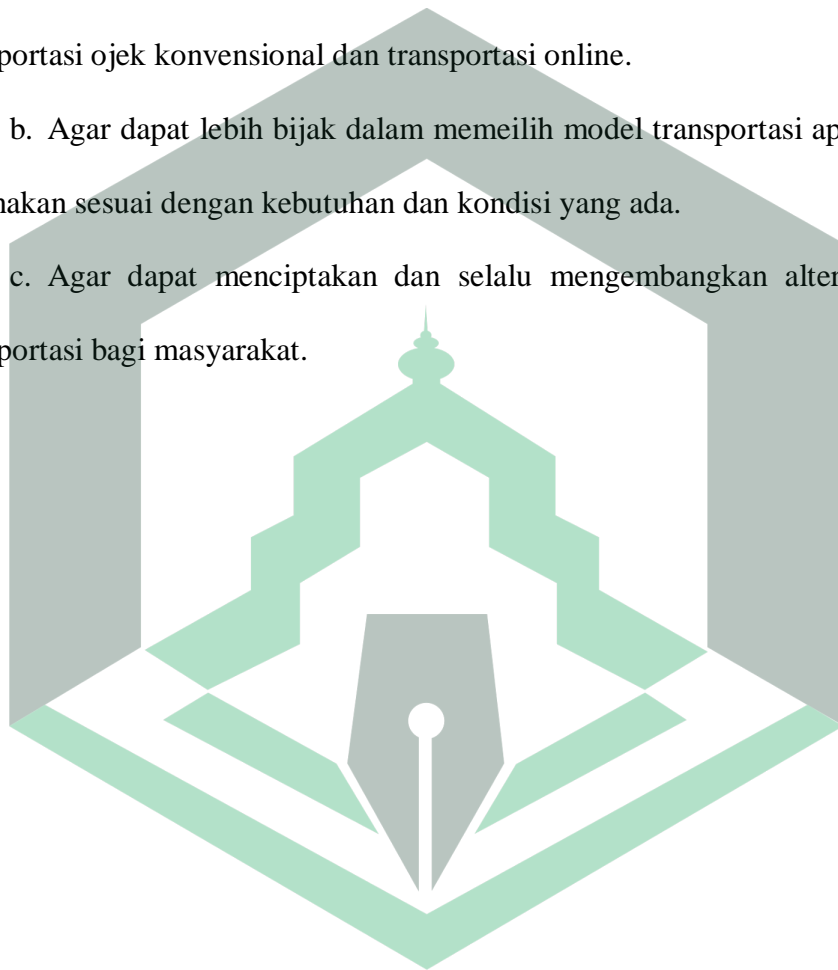 portasi ojek konvensional dan transportasi online.
b. Agar dapat lebih bijak dalam memeilih model transportasi ap
nakan sesuai dengan kebutuhan dan kondisi yang ada.
c. Agar dapat menciptakan dan selalu mengembangkan alter
portasi bagi masyarakat.